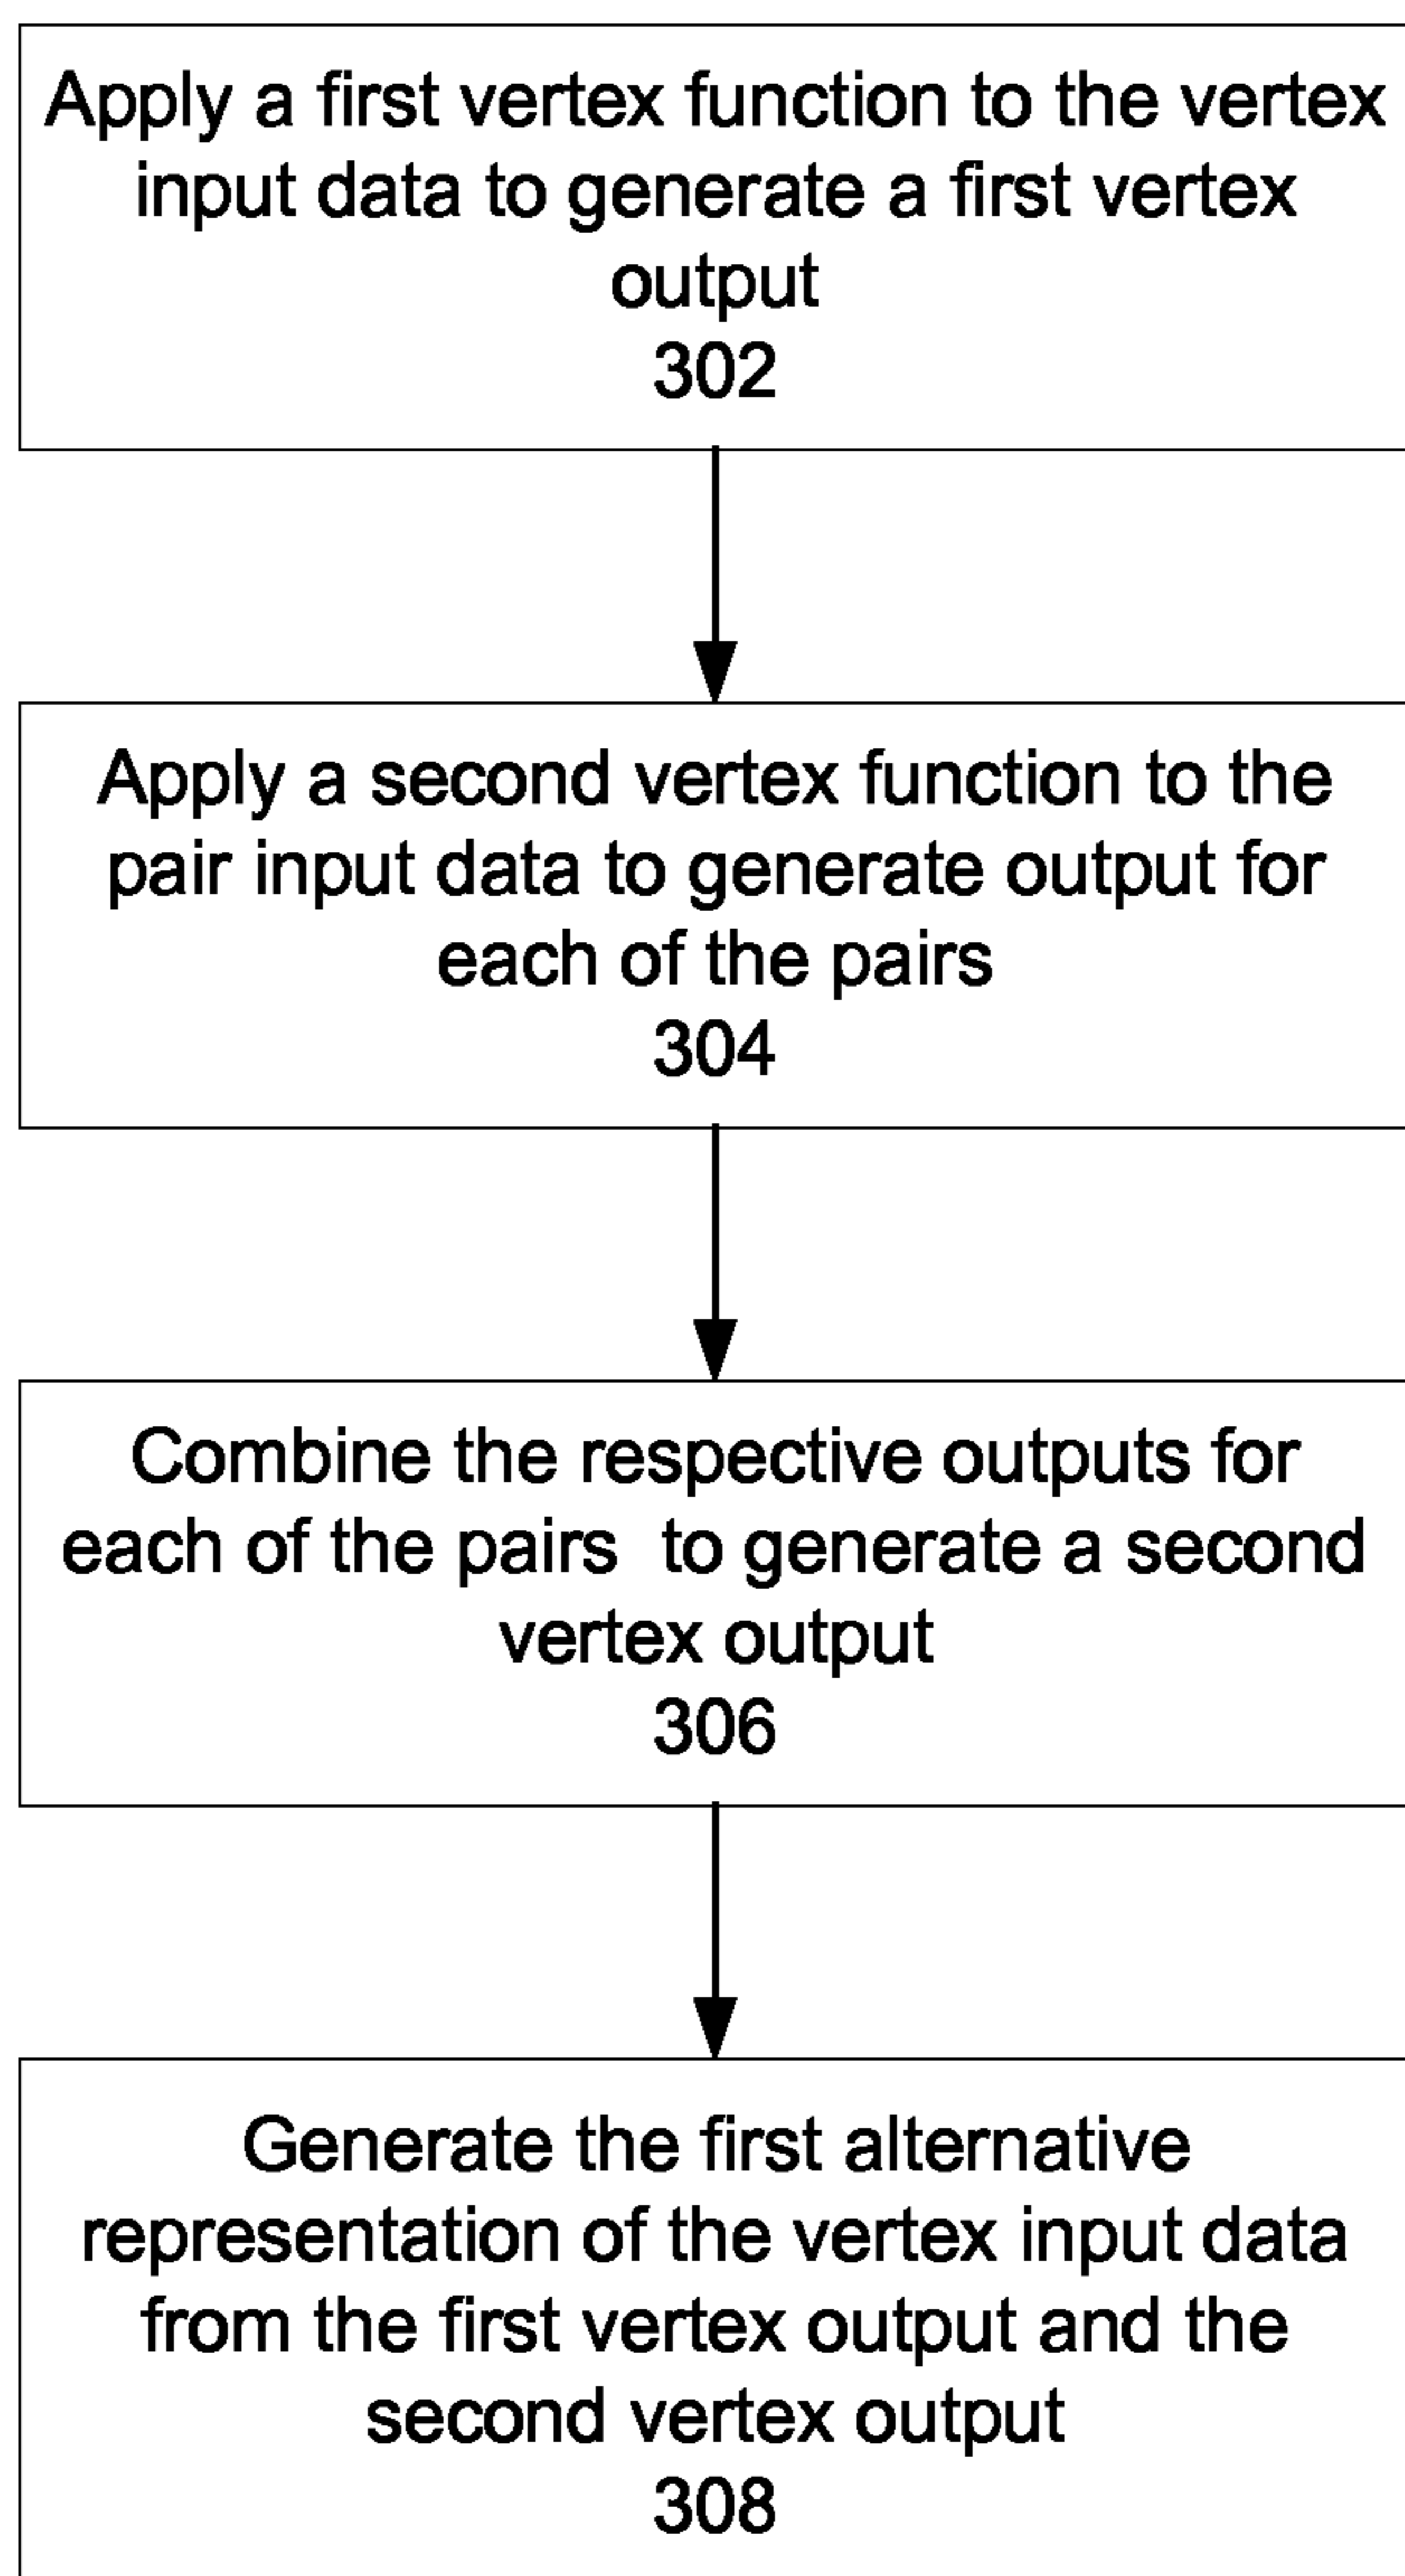 Apply a first vertex function to the vertex
input data to generate a first vertex
output
302
Apply a second vertex function to the
pair input data to generate output for
each of the pairs
304
Combine the respective outputs for
each of the pairs  to generate a second
vertex output
306
Generate the first alternative
representation of the vertex input data
from the first vertex output and the
second vertex output
308